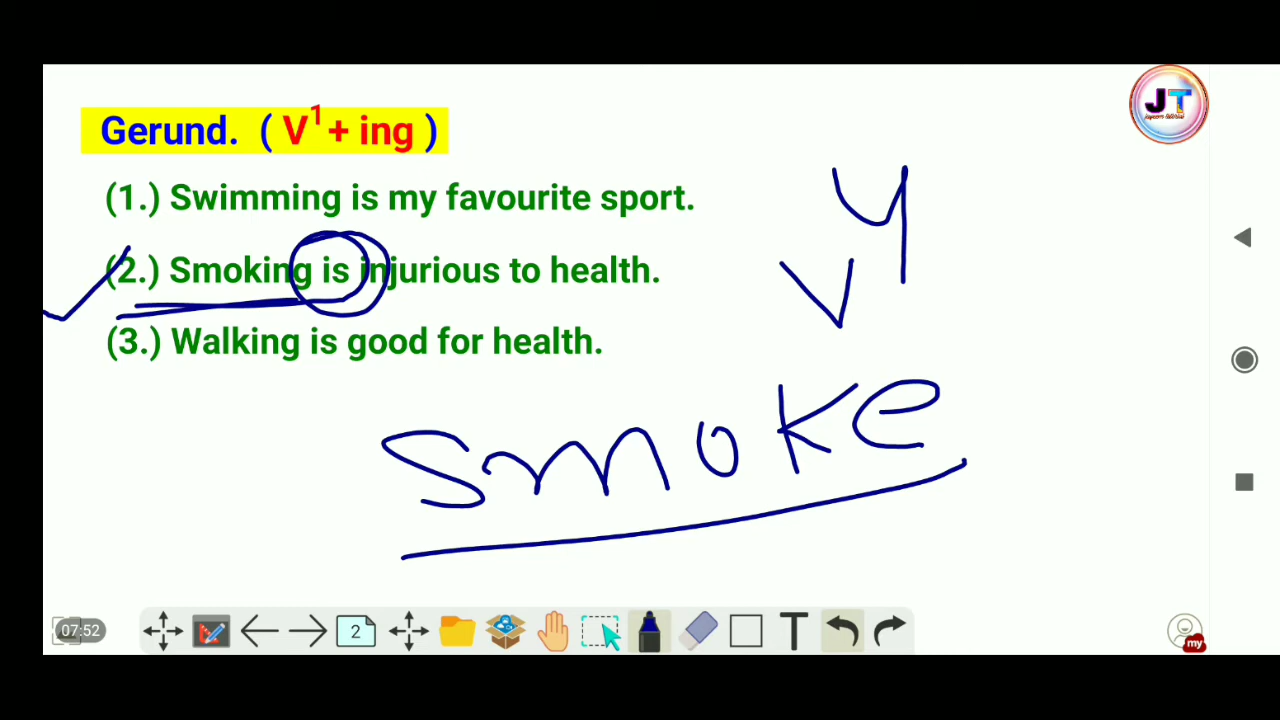 Gerund. ( V¹+ ing )
JT
(1.) Swimming is my favourite sport.
(2.) Smoking is injurious to health.
(3.) Walking is good for health.
V
smoke
07:52
2
T
my